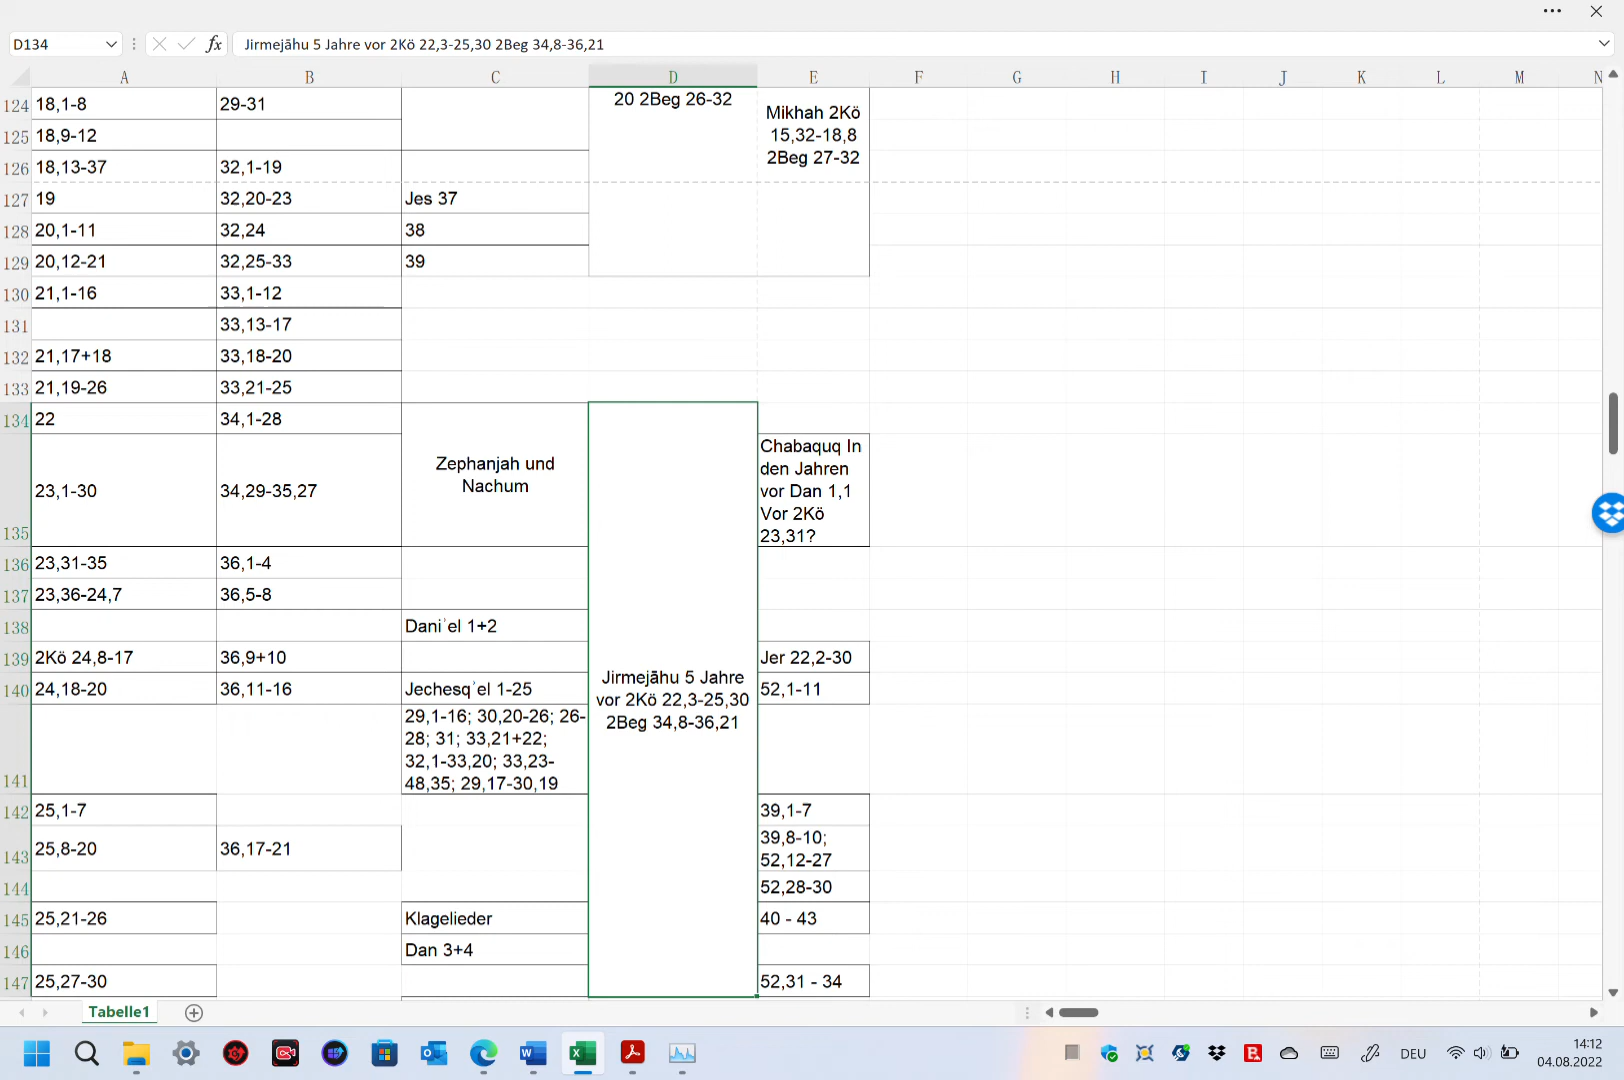 D134
fx
Jirmejāhu 5 Jahre vor 2Kö 22,3-25,30 2Beg 34,8-36,21
A B C D E F G H I J K L M N
124 18,1-8 29-31
20 2Beg 26-32
Mikhah 2Kö
15,32-18,8
2Beg 27-32
125 18,9-12
126 18,13-37 32,1-19
127 19 32,20-23 Jes 37
128 20,1-11 32,24 38
129 20,12-21 32,25-33 39
130 21,1-16 33,1-12
131 33,13-17
132 21,17+18 33,18-20
133 21,19-26 33,21-25
134 22 34,1-28
Zephanjah und
Nachum
135 23,1-30 34,29-35,27
Chabaquq In
den Jahren
vor Dan 1,1
Vor 2Kö
23,31?
136 23,31-35 36,1-4
137 23,36-24,7 36,5-8
138 Daniʾel 1+2
139 2Kö 24,8-17 36,9+10 Jer 22,2-30
140 24,18-20 36,11-16 Jechesqʾel 1-25 52,1-11
Jirmejāhu 5 Jahre
vor 2Kö 22,3-25,30
2Beg 34,8-36,21
141 29,1-16; 30,20-26; 26-
28; 31; 33,21+22;
32,1-33,20; 33,23-
48,35; 29,17-30,19
142 25,1-7 39,1-7
143 25,8-20 36,17-21
39,8-10;
52,12-27
144 52,28-30
145 25,21-26 Klagelieder 40 - 43
146 Dan 3+4
147 25,27-30 52,31 - 34
Tabelle1
DEU
14:12
04.08.2022